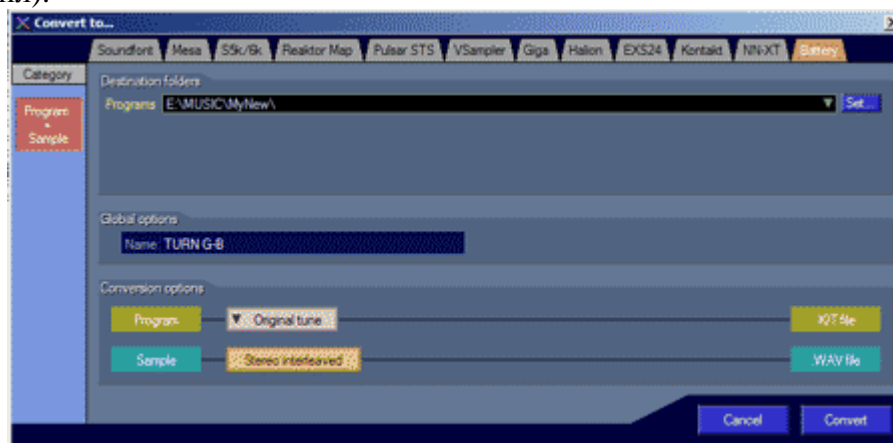 Convert to...
Soundfont Mesa S5k/6k Reaktor Map Pulsar STS VSampler Giga Halion EXS24 Kontakt NN-XT Battery
Category
Destination folders
Programs E:\MUSIC\MyNew\ Set...
Program
+
Sample
Global options
Name TURN G-B
Conversion options
Program Original tune .KIT file
Sample Stereo interleaved .WAV file
Cancel Convert